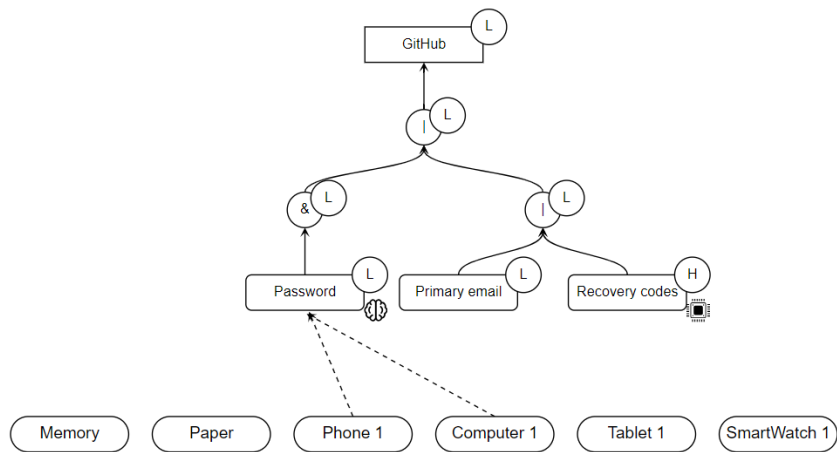 GitHub
L
|
L
&
L
|
L
Password
L
Primary email
L
Recovery codes
H
Memory
Paper
Phone 1
Computer 1
Tablet 1
SmartWatch 1